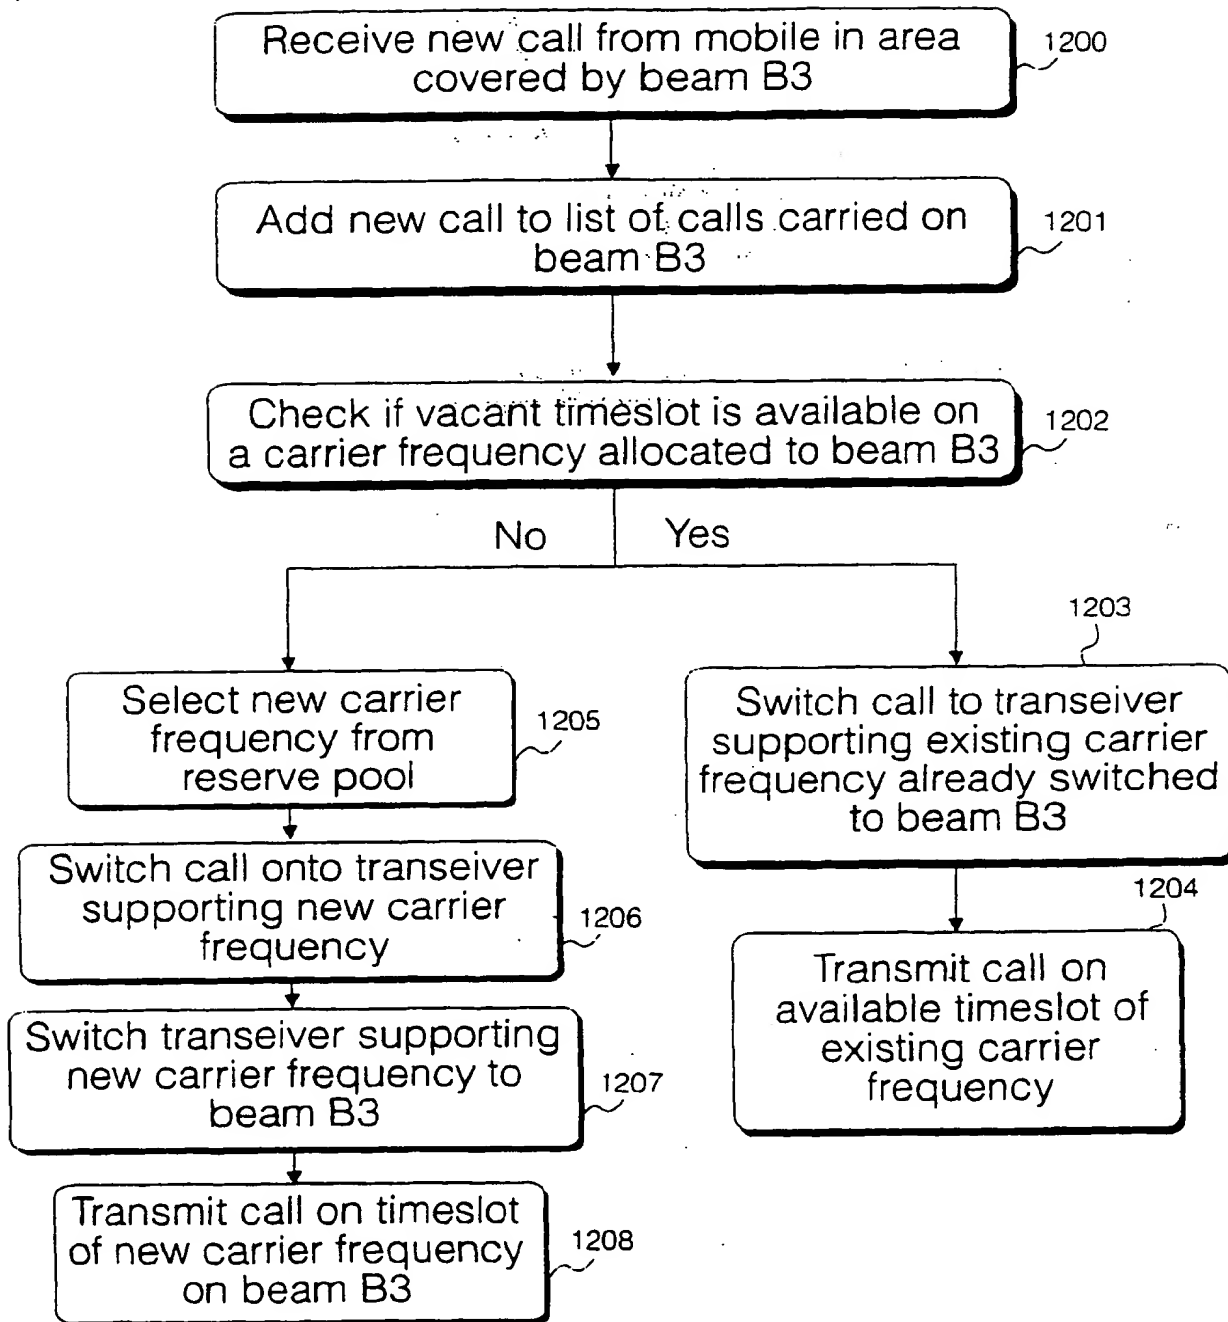 Receive new call from mobile in area
covered by beam B3
1200
Add new call to list of calls carried on
beam B3
1201
Check if vacant timeslot is available on
a carrier frequency allocated to beam B3
1202
No
Yes
1203
Switch call to transeiver
supporting existing carrier
frequency already switched
to beam B3
1204
Transmit call on
available timeslot of
existing carrier
frequency
Select new carrier
frequency from
reserve pool
1205
Switch call onto transeiver
supporting new carrier
frequency
1206
Switch transeiver supporting
new carrier frequency to
beam B3
1207
Transmit call on timeslot
of new carrier frequency
on beam B3
1208